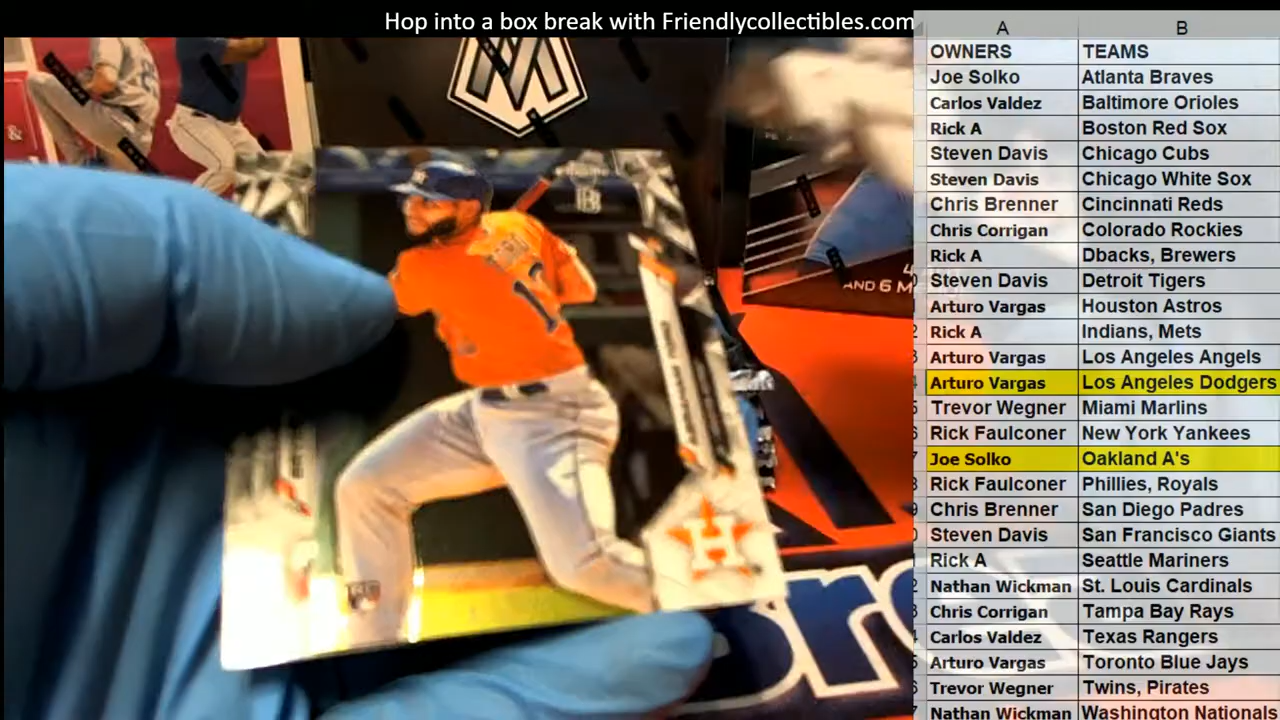 Hop into a box break with Friendlycollectibles.com
A B
OWNERS TEAMS
Joe Solko Atlanta Braves
Carlos Valdez Baltimore Orioles
Rick A Boston Red Sox
Steven Davis Chicago Cubs
Steven Davis Chicago White Sox
Chris Brenner Cincinnati Reds
Chris Corrigan Colorado Rockies
Rick A Dbacks, Brewers
Steven Davis Detroit Tigers
Arturo Vargas Houston Astros
Rick A Indians, Mets
Arturo Vargas Los Angeles Angels
Arturo Vargas Los Angeles Dodgers
Trevor Wegner Miami Marlins
Rick Faulconer New York Yankees
Joe Solko Oakland A's
Rick Faulconer Phillies, Royals
Chris Brenner San Diego Padres
Steven Davis San Francisco Giants
Rick A Seattle Mariners
Nathan Wickman St. Louis Cardinals
Chris Corrigan Tampa Bay Rays
Carlos Valdez Texas Rangers
Arturo Vargas Toronto Blue Jays
Trevor Wegner Twins, Pirates
Nathan Wickman Washington Nationals
AND 6
H